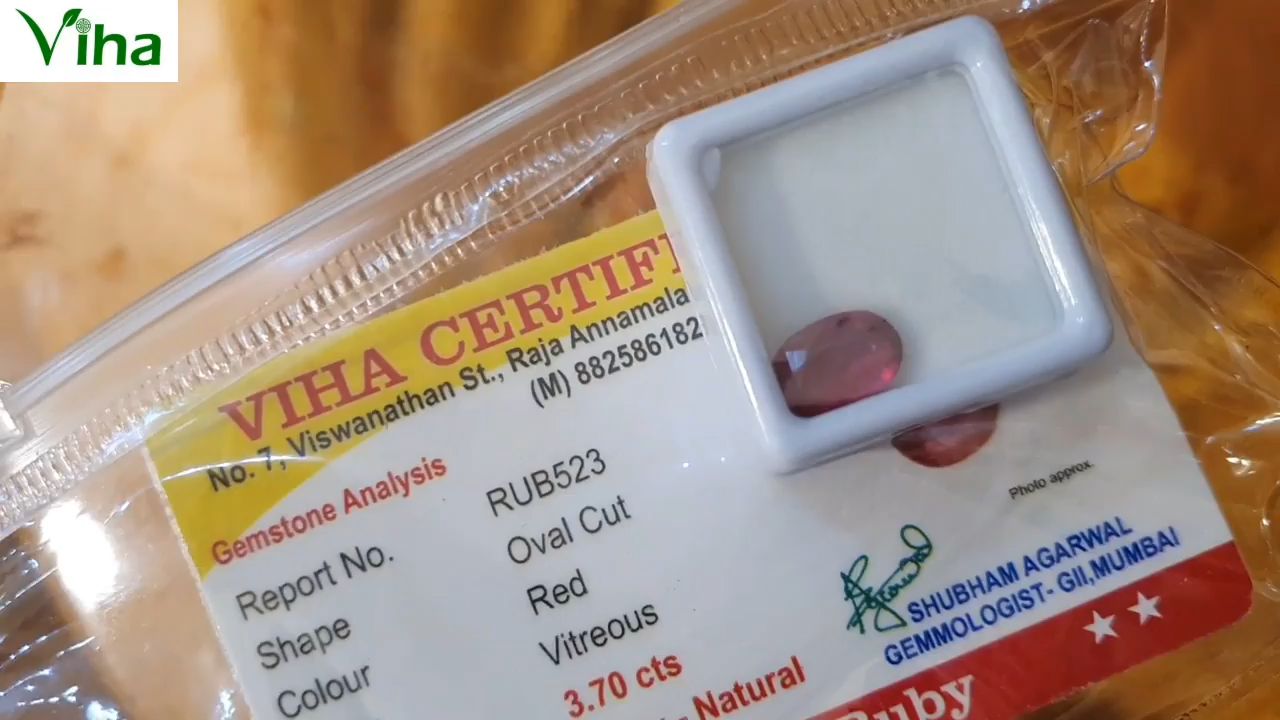 Viha
VIHA CERTIFI
No. 7, Viswanathan St., Raja Annamala
(M) 882586182
Gemstone Analysis
Report No. RUB523
Shape Oval Cut
Colour Red
Vitreous
3.70 cts
Natural
Ruby
Photo approx.
SHUBHAM AGARWAL
GEMMOLOGIST- GII,MUMBAI